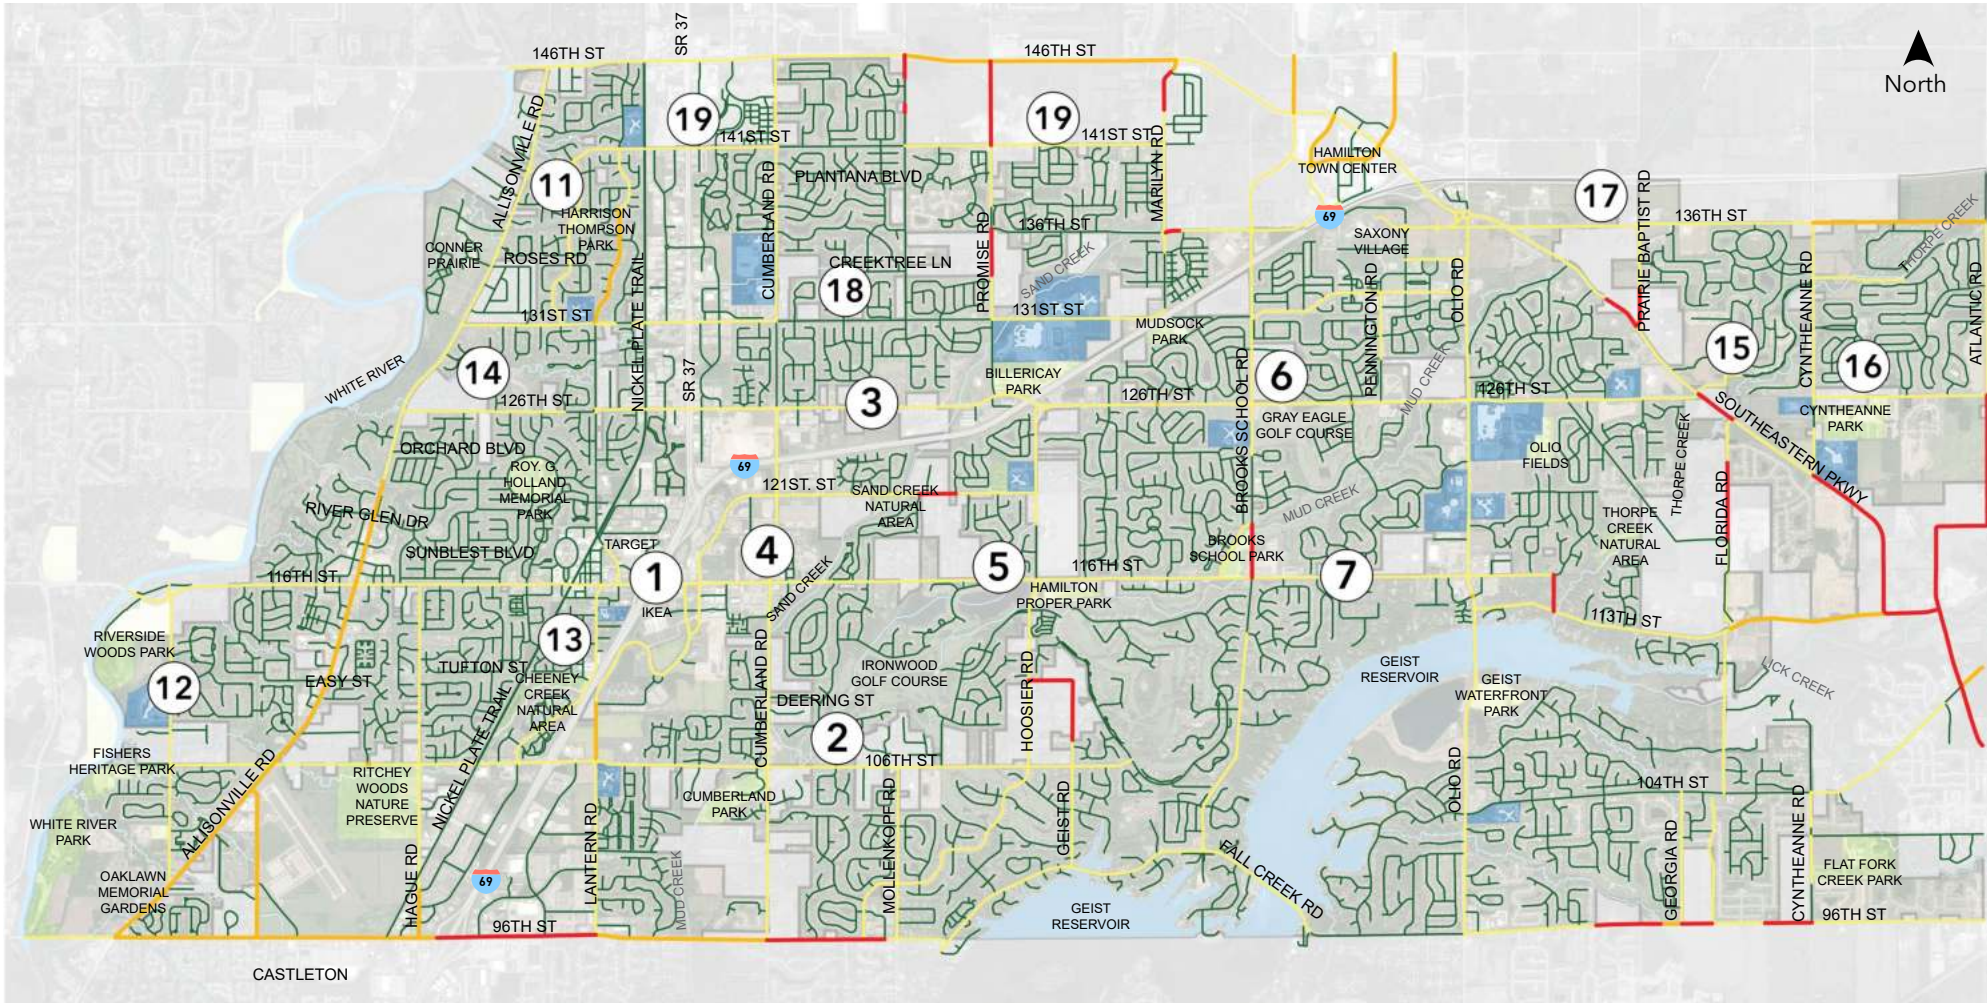 SR 37
146TH ST
146TH ST
North
ALLISONVILLE RD
19
19
141ST ST
141ST ST
MARILYN RD
HAMILTON
TOWN CENTER
11
PLANTANA BLVD
CUMBERLAND RD
17
PRAIRIE BAPTIST RD
HARRISON
THOMPSON
PARK
136TH ST
136TH ST
69
THORPE CREEK
PROMISE RD
CONNER
PRAIRIE
ROSES RD
NICKEL PLATE TRAIL
CREEKTREE LN
SAND CREEK
SAXONY
VILLAGE
18
PENNINGTON RD
OLIO RD
CYNTHEANNE RD
ATLANTIC RD
131ST ST
131ST ST
MUDSOCK
PARK
15
14
WHITE RIVER
SR 37
BILLERICAY
PARK
BROOKS SCHOOL RD
6
MUD CREEK
16
126TH ST
3
126TH ST
126TH ST
GRAY EAGLE
GOLF COURSE
SOUTHEASTERN PKWY
CYNTHEANNE
PARK
ORCHARD BLVD
ROY. G.
HOLLAND
MEMORIAL
PARK
69
OLIO
FIELDS
THORPE CREEK
121ST. ST
SAND CREEK
NATURAL
AREA
MUD CREEK
FLORIDA RD
RIVER GLEN DR
THORPE
CREEK
NATURAL
AREA
SUNBLEST BLVD
TARGET
4
BROOKS
SCHOOL PARK
116TH ST
1
5
116TH ST
7
SAND CREEK
IKEA
HAMILTON
PROPER PARK
113TH ST
RIVERSIDE
WOODS PARK
13
CUMBERLAND RD
12
EASY ST
TUFTON ST
CHEENEY
CREEK
NATURAL
AREA
IRONWOOD
GOLF COURSE
HOOSIER RD
GEIST
RESERVOIR
LICK CREEK
GEIST
WATERFRONT
PARK
DEERING ST
NICKEL PLATE TRAIL
2
FISHERS
HERITAGE PARK
106TH ST
RITCHEY
WOODS
NATURE
PRESERVE
OLIO RD
104TH ST
ALLISONVILLE RD
CUMBERLAND
PARK
MOLLENKOPF RD
GEIST RD
LANTERN RD
CYNTHEANNE RD
WHITE RIVER
PARK
GEORGIA RD
HAGUE RD
MUD CREEK
FALL CREEK RD
OAKLAWN
MEMORIAL
GARDENS
69
FLAT FORK
CREEK PARK
GEIST
RESERVOIR
96TH ST
96TH ST
CASTLETON